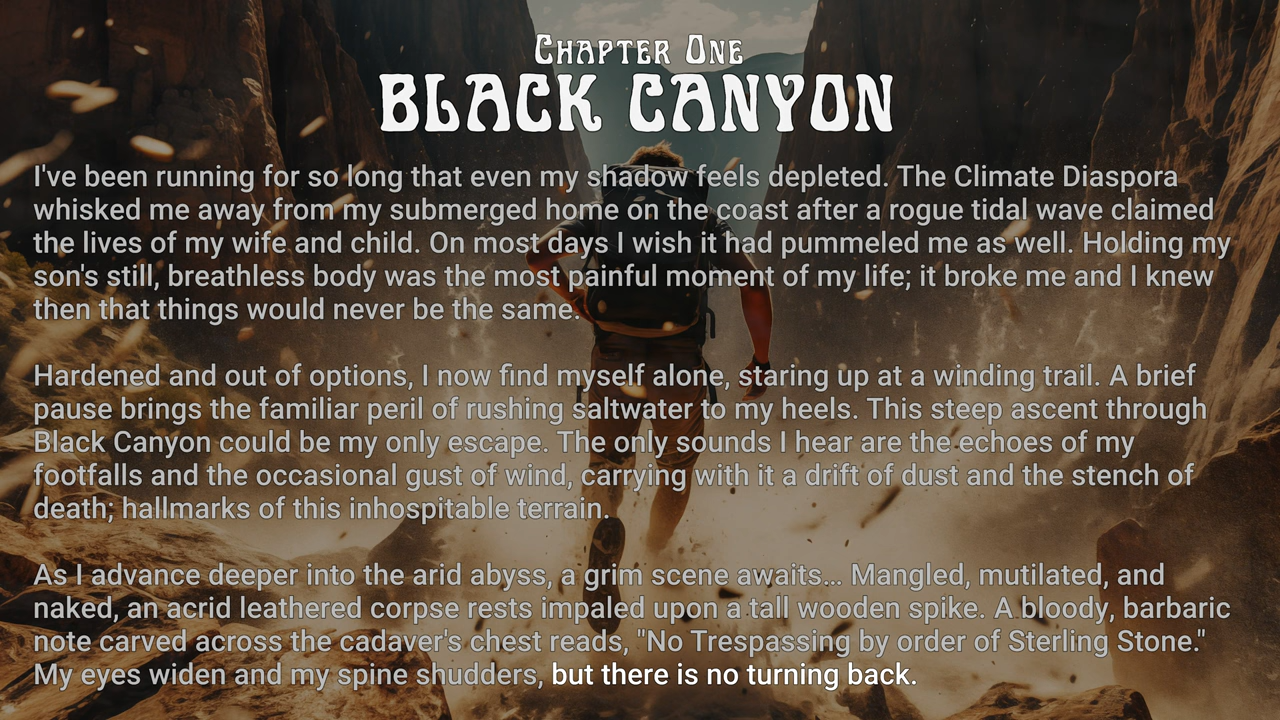 Chapter One
BLACK CANYON
I've been running for so long that even my shadow feels depleted. The Climate Diaspora
whisked me away from my submerged home on the coast after a rogue tidal wave claimed
the lives of my wife and child. On most days I wish it had pummeled me as well. Holding my
son's still, breathless body was the most painful moment of my life; it broke me and I knew
then that things would never be the same.
Hardened and out of options, I now find myself alone, staring up at a winding trail. A brief
pause brings the familiar peril of rushing saltwater to my heels. This steep ascent through
Black Canyon could be my only escape. The only sounds I hear are the echoes of my
footfalls and the occasional gust of wind, carrying with it a drift of dust and the stench of
death; hallmarks of this inhospitable terrain.
As I advance deeper into the arid abyss, a grim scene awaits... Mangled, mutilated, and
naked, an acrid leathered corpse rests impaled upon a tall wooden spike. A bloody, barbaric
note carved across the cadaver's chest reads, "No Trespassing by order of Sterling Stone."
My eyes widen and my spine shudders, but there is no turning back.